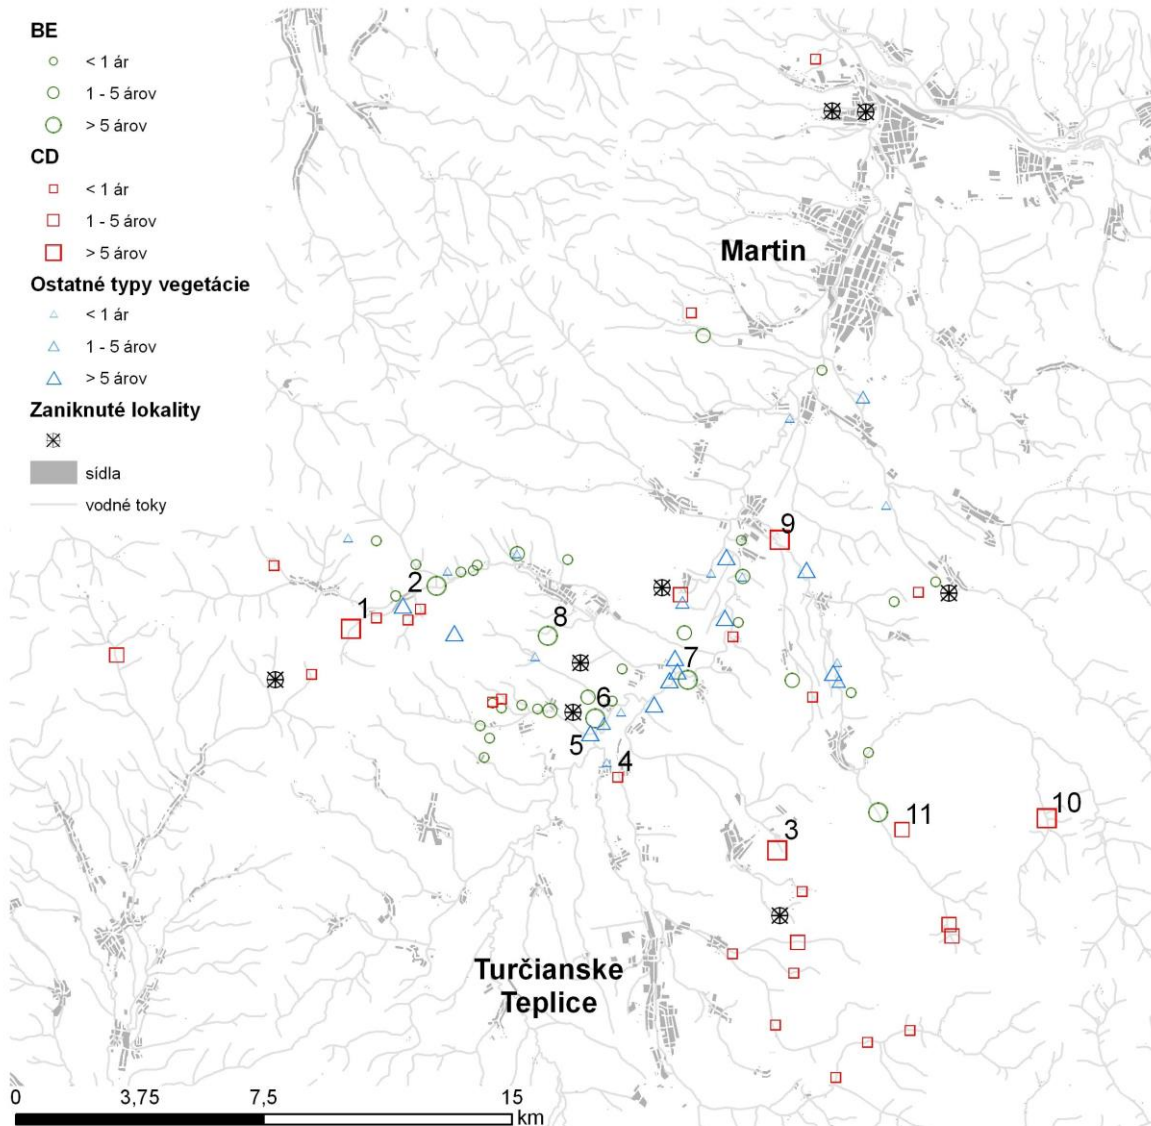 BE
< 1 ár
1 - 5 árov
> 5 árov
CD
< 1 ár
1 - 5 árov
> 5 árov
Ostatné typy vegetácie
< 1 ár
1 - 5 árov
> 5 árov
Zaniknuté lokality
sídla
vodné toky
Martin
9
2
1
8
7
6
5
4
3
11
10
Turčianske
Teplice
0
3,75
7,5
15
km